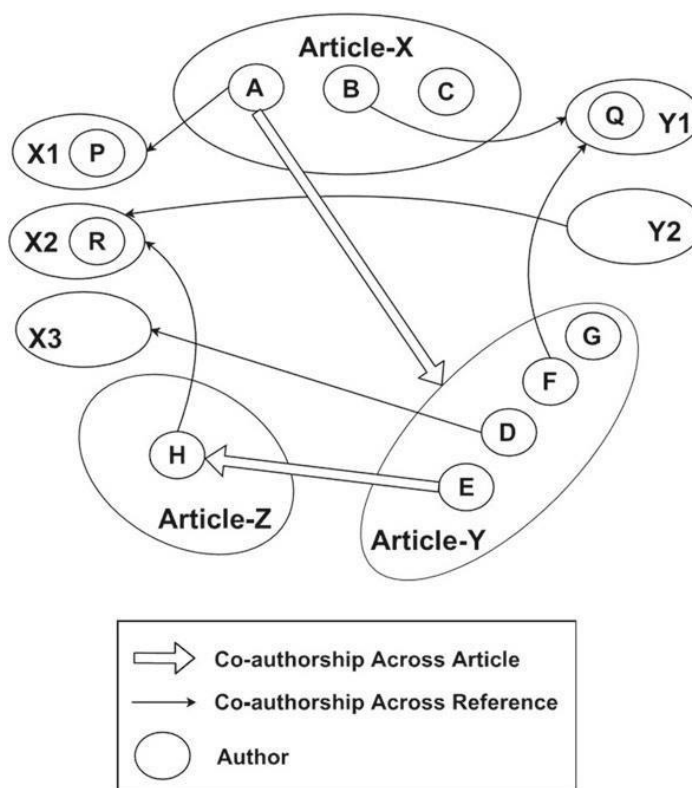 Article-X
A B C
Q Y1
X1 P
X2 R
Y2
X3
G
F
D
H
E
Article-Z
Article-Y
Co-authorship Across Article
Co-authorship Across Reference
Author